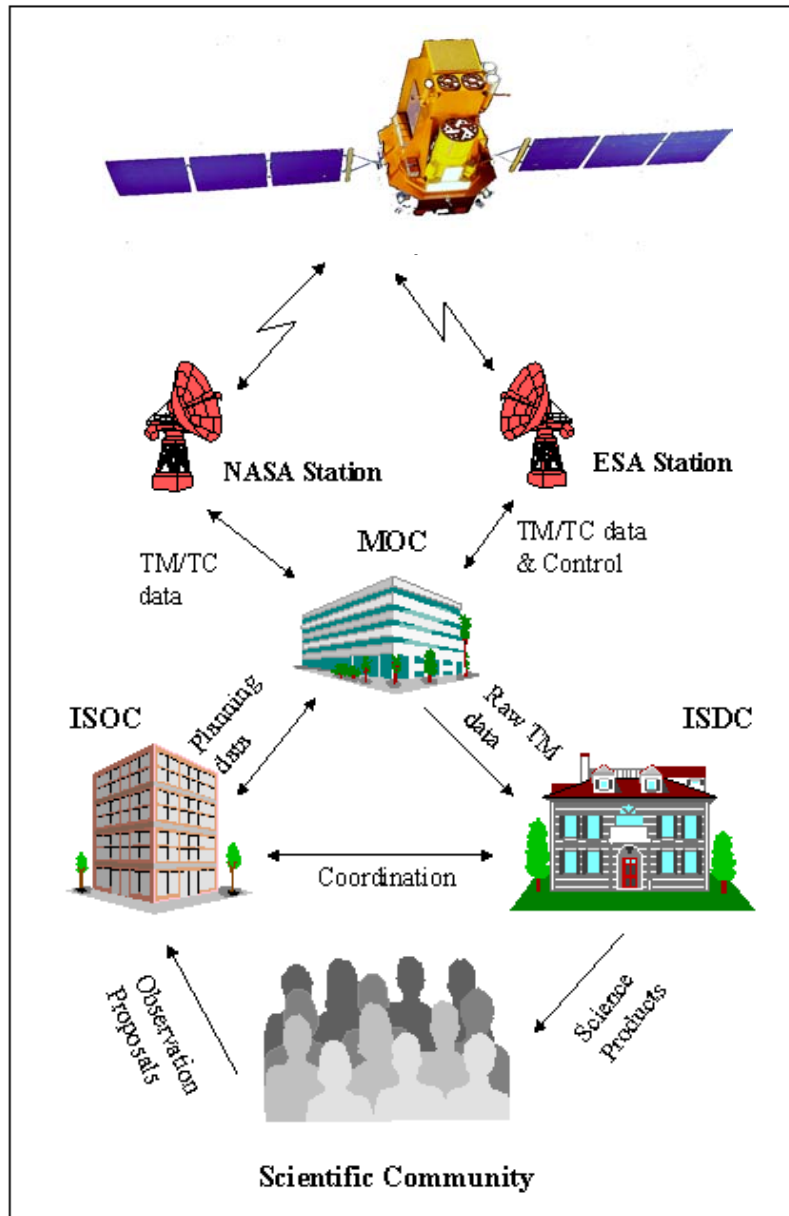 NASA Station
ESA Station
MOC
TM/TC data
& Control
TM/TC
data
ISOC
Planning
data
Raw TM
data
ISDC
Coordination
Observation
Proposals
Science
Products
Scientific Community